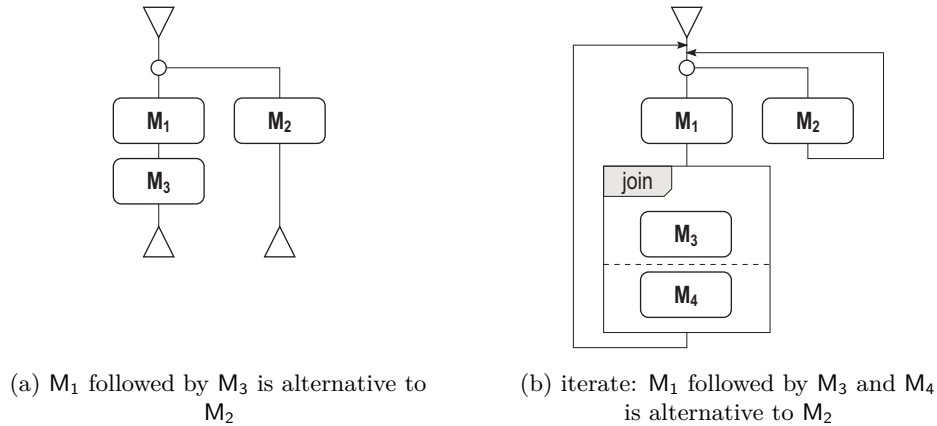 M₁
M₂
M₃
M₁
M₂
join
M₃
M₄
(a) M₁ followed by M₃ is alternative to
M₂
(b) iterate: M₁ followed by M₃ and M₄
is alternative to M₂